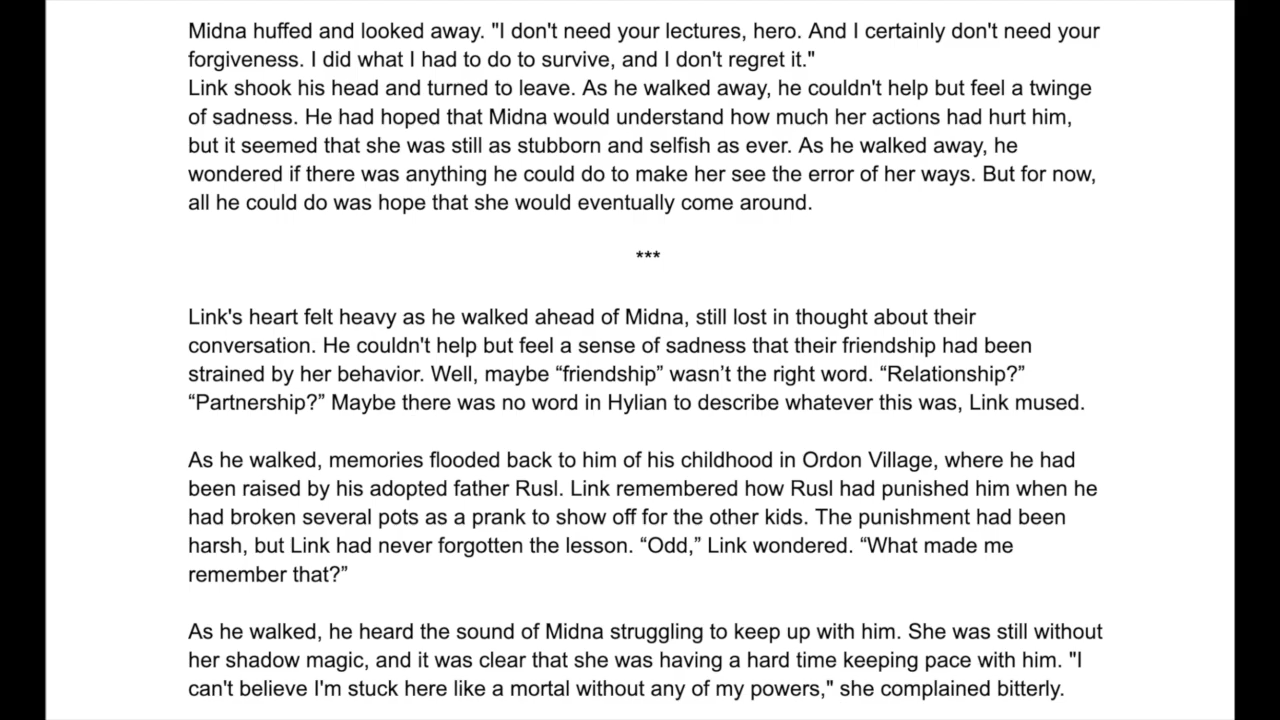 Midna huffed and looked away. "I don't need your lectures, hero. And I certainly don't need your
forgiveness. I did what I had to do to survive, and I don't regret it."
Link shook his head and turned to leave. As he walked away, he couldn't help but feel a twinge
of sadness. He had hoped that Midna would understand how much her actions had hurt him,
but it seemed that she was still as stubborn and selfish as ever. As he walked away, he
wondered if there was anything he could do to make her see the error of her ways. But for now,
all he could do was hope that she would eventually come around.
***
Link's heart felt heavy as he walked ahead of Midna, still lost in thought about their
conversation. He couldn't help but feel a sense of sadness that their friendship had been
strained by her behavior. Well, maybe “friendship” wasn’t the right word. “Relationship?”
“Partnership?” Maybe there was no word in Hylian to describe whatever this was, Link mused.
As he walked, memories flooded back to him of his childhood in Ordon Village, where he had
been raised by his adopted father Rusl. Link remembered how Rusl had punished him when he
had broken several pots as a prank to show off for the other kids. The punishment had been
harsh, but Link had never forgotten the lesson. “Odd,” Link wondered. “What made me
remember that?”
As he walked, he heard the sound of Midna struggling to keep up with him. She was still without
her shadow magic, and it was clear that she was having a hard time keeping pace with him. "I
can't believe I'm stuck here like a mortal without any of my powers," she complained bitterly.